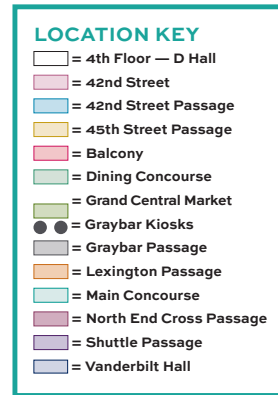 LOCATION KEY
= 4th Floor — D Hall
= 42nd Street
= 42nd Street Passage
= 45th Street Passage
= Balcony
= Dining Concourse
= Grand Central Market
= Graybar Kiosks
= Graybar Passage
= Lexington Passage
= Main Concourse
= North End Cross Passage
= Shuttle Passage
= Vanderbilt Hall